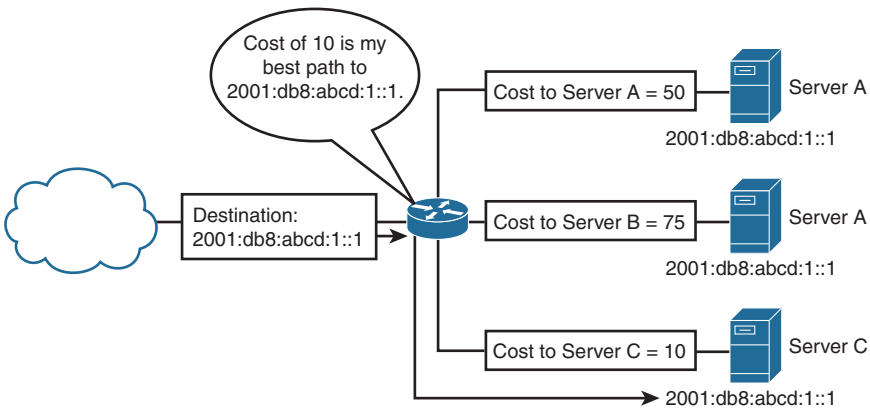 Cost of 10 is my
best path to
2001:db8:abcd:1::1.
Cost to Server A = 50
Server A
2001:db8:abcd:1::1
Destination:
2001:db8:abcd:1::1
Cost to Server B = 75
Server A
2001:db8:abcd:1::1
Cost to Server C = 10
Server C
2001:db8:abcd:1::1